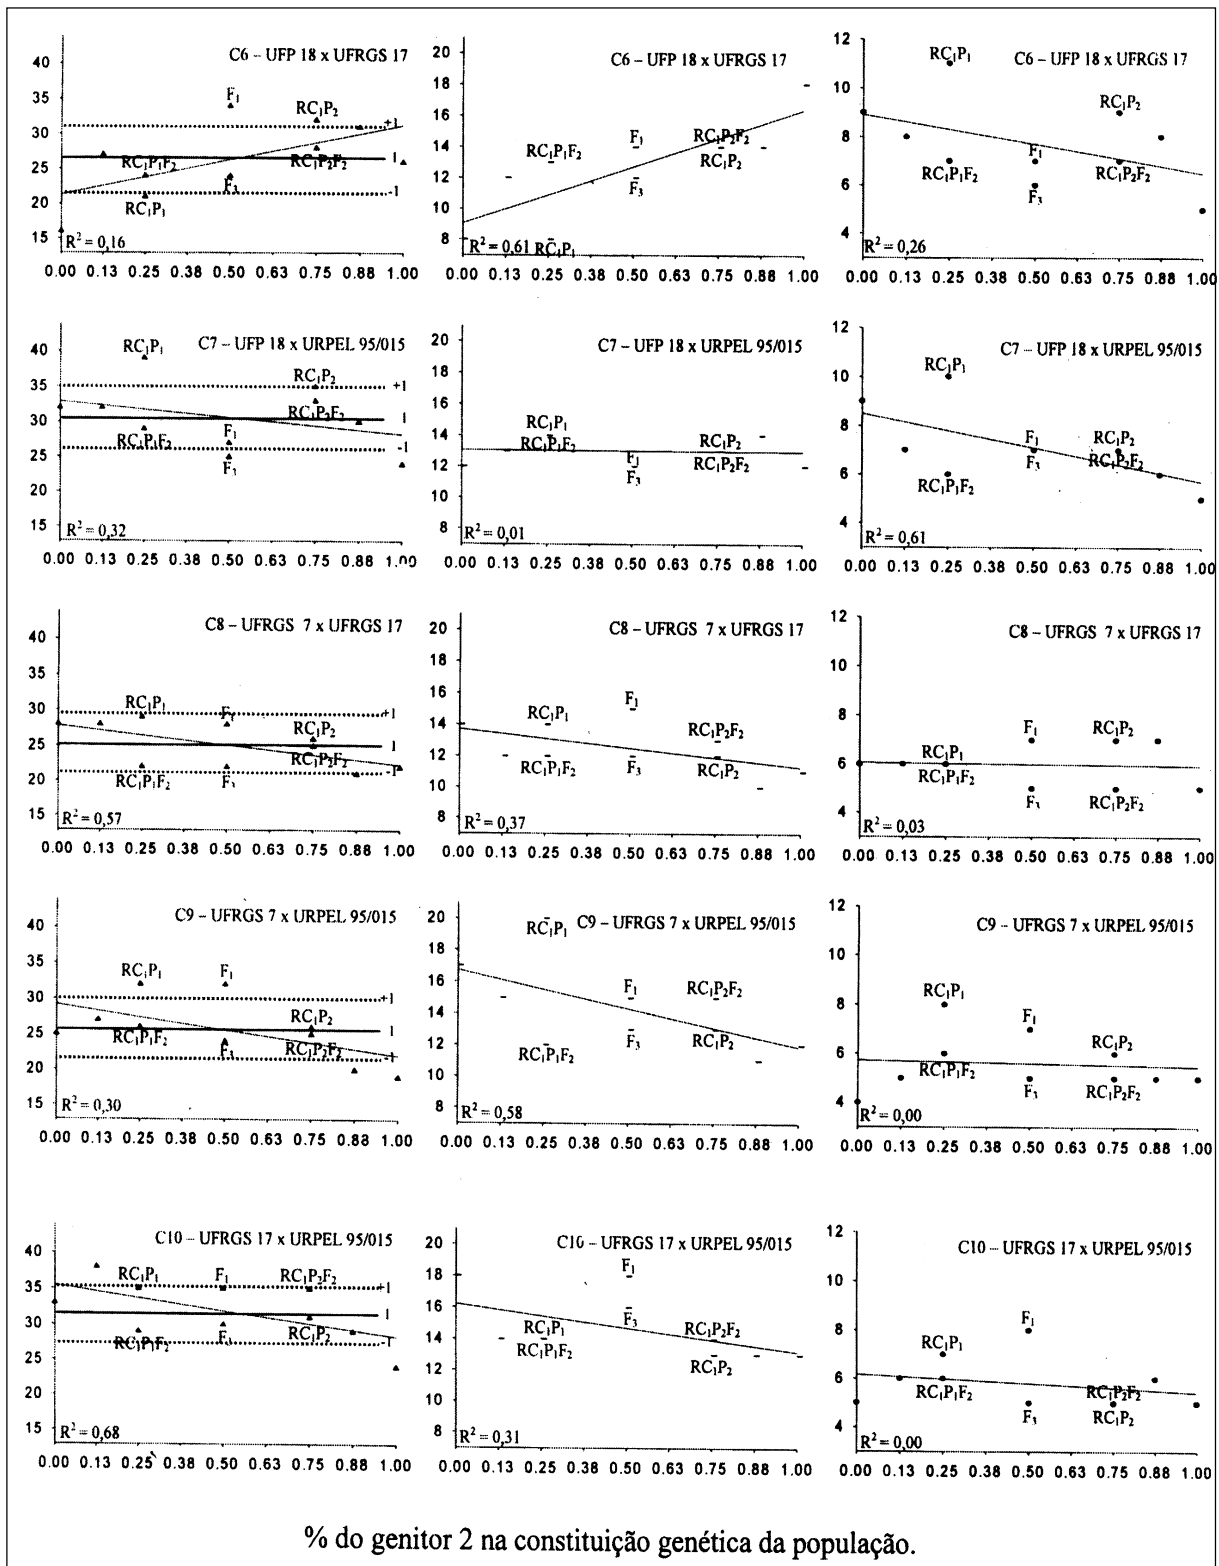 C6 – UFP 18 x UFRGS 17
40
35
30
25
20
15
F₁
RC₁P₂
+1
1
-1
RC₁P₁F₂
RC₁P₂F₂
F₃
RC₁P₁
R² = 0,16
0.00 0.13 0.25 0.38 0.50 0.63 0.75 0.88 1.00
C6 – UFP 18 x UFRGS 17
20
18
16
14
12
10
8
RC₁P₁F₂
F₁
RC₁P₂F₂
RC₁P₂
F₃
R² = 0,61
RC₁P₁
0.00 0.13 0.25 0.38 0.50 0.63 0.75 0.88 1.00
C6 – UFP 18 x UFRGS 17
12
10
8
6
4
RC₁P₁
RC₁P₂
F₁
RC₁P₁F₂
RC₁P₂F₂
F₃
R² = 0,26
0.00 0.13 0.25 0.38 0.50 0.63 0.75 0.88 1.00
C7 – UFP 18 x URPEL 95/015
40
35
30
25
20
15
RC₁P₁
RC₁P₂
+1
1
-1
RC₁P₂F₂
RC₁P₁F₂
F₁
F₃
R² = 0,32
0.00 0.13 0.25 0.38 0.50 0.63 0.75 0.88
C7 – UFP 18 x URPEL 95/015
20
18
16
14
12
10
8
RC₁P₁
RC₁P₁F₂
RC₁P₂
F₁
RC₁P₂F₂
F₃
R² = 0,01
0.00 0.13 0.25 0.38 0.50 0.63 0.75 0.88 1.00
C7 – UFP 18 x URPEL 95/015
12
10
8
6
4
RC₁P₁
F₁
RC₁P₂
F₃
RC₁P₂F₂
RC₁P₁F₂
R² = 0,61
0.00 0.13 0.25 0.38 0.50 0.63 0.75 0.88 1.00
C8 – UFRGS 7 x UFRGS 17
40
35
30
25
20
15
RC₁P₁
F₁
+1
RC₁P₂
1
RC₁P₂F₂
-1
RC₁P₁F₂
F₃
R² = 0,57
0.00 0.13 0.25 0.38 0.50 0.63 0.75 0.88 1.00
C8 – UFRGS 7 x UFRGS 17
20
18
16
14
12
10
8
F₁
RC₁P₁
RC₁P₂F₂
RC₁P₁F₂
F₃
RC₁P₂
R² = 0,37
0.00 0.13 0.25 0.38 0.50 0.63 0.75 0.88 1.00
C8 – UFRGS 7 x UFRGS 17
12
10
8
6
4
F₁
RC₁P₂
RC₁P₁
RC₁P₁F₂
F₃
RC₁P₂F₂
R² = 0,03
0.00 0.13 0.25 0.38 0.50 0.63 0.75 0.88 1.00
C9 – UFRGS 7 x URPEL 95/015
40
35
30
25
20
15
RC₁P₁
F₁
+1
RC₁P₂
1
RC₁P₁F₂
F₃
RC₁P₂F₂
R² = 0,30
0.00 0.13 0.25 0.38 0.50 0.63 0.75 0.88 1.00
C9 – UFRGS 7 x URPEL 95/015
20
18
16
14
12
10
8
RC₁P₁
F₁
RC₁P₂F₂
RC₁P₁F₂
F₃
RC₁P₂
R² = 0,58
0.00 0.13 0.25 0.38 0.50 0.63 0.75 0.88 1.00
C9 – UFRGS 7 x URPEL 95/015
12
10
8
6
4
RC₁P₁
F₁
RC₁P₂
RC₁P₁F₂
F₃
RC₁P₂F₂
R² = 0,00
0.00 0.13 0.25 0.38 0.50 0.63 0.75 0.88 1.00
C10 – UFRGS 17 x URPEL 95/015
40
35
30
25
20
15
RC₁P₁
F₁
RC₁P₂F₂
+1
1
-1
RC₁P₁F₂
F₃
RC₁P₂
R² = 0,68
0.00 0.13 0.25 0.38 0.50 0.63 0.75 0.88 1.00
C10 – UFRGS 17 x URPEL 95/015
20
18
16
14
12
10
8
F₁
F₃
RC₁P₁
RC₁P₁F₂
RC₁P₂F₂
RC₁P₂
R² = 0,31
0.00 0.13 0.25 0.38 0.50 0.63 0.75 0.88 1.00
C10 – UFRGS 17 x URPEL 95/015
12
10
8
6
4
F₁
RC₁P₁
RC₁P₁F₂
RC₁P₂F₂
F₃
RC₁P₂
R² = 0,00
0.00 0.13 0.25 0.38 0.50 0.63 0.75 0.88 1.00
% do genitor 2 na constituição genética da população.